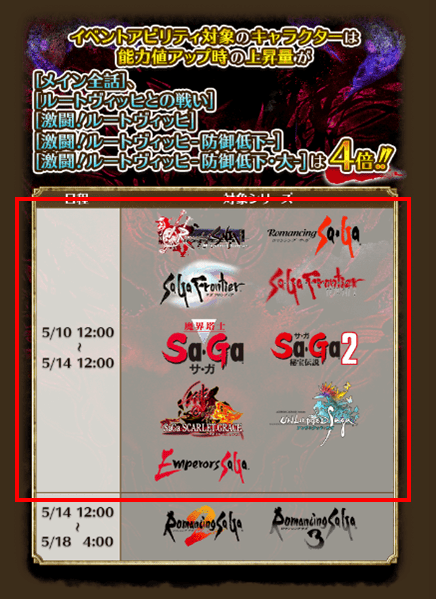 イベントアビリティ対象のキャラクターは
能力値アップ時の上昇量が
[メイン全話]、
[ルートヴィッヒとの戦い]
[激闘!ルートヴィッヒ]
[激闘!ルートヴィッヒ-防御低下-]
[激闘!ルートヴィッヒ-防御低下・大-]は4倍!!
日程 対象シリーズ
Romancing Sa・Ga
SaGa Frontier SaGa Frontier
5/10 12:00
~
5/14 12:00
魔界塔士
Sa・Ga
サ・ガ
Sa・Ga2
サ・ガ
秘宝伝説
SaGa SCARLET GRACE
UNLIMITED Saga
Emperors SaGa
5/14 12:00
~
5/18 4:00
Romancing SaGa 2
Romancing SaGa 3